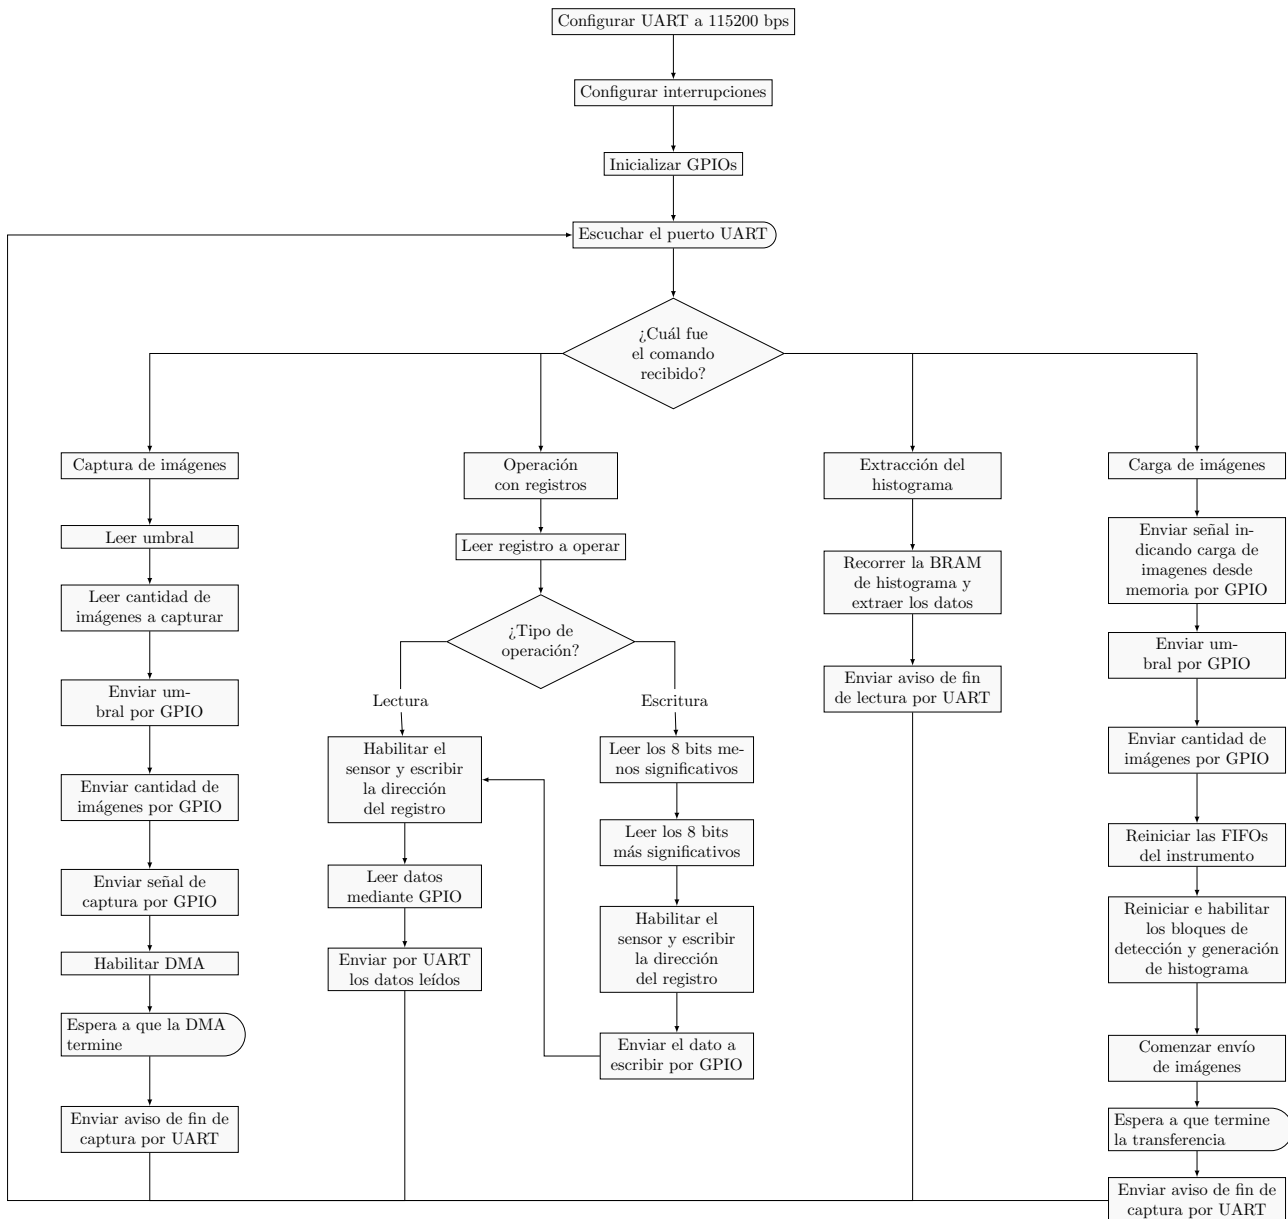 Configurar UART a 115200 bps
Configurar interrupciones
Inicializar GPIOs
Escuchar el puerto UART
¿Cuál fue
el comando
recibido?
Captura de imágenes
Leer umbral
Leer cantidad de
imágenes a capturar
Enviar um-
bral por GPIO
Enviar cantidad de
imágenes por GPIO
Enviar señal de
captura por GPIO
Habilitar DMA
Espera a que la DMA
termine
Enviar aviso de fin de
captura por UART
Operación
con registros
Leer registro a operar
¿Tipo de
operación?
Lectura
Habilitar el
sensor y escribir
la dirección
del registro
Leer datos
mediante GPIO
Enviar por UART
los datos leídos
Escritura
Leer los 8 bits me-
nos significativos
Leer los 8 bits
más significativos
Habilitar el
sensor y escribir
la dirección
del registro
Enviar el dato a
escribir por GPIO
Extracción del
histograma
Recorrer la BRAM
de histograma y
extraer los datos
Enviar aviso de fin
de lectura por UART
Carga de imágenes
Enviar señal in-
dicando carga de
imagenes desde
memoria por GPIO
Enviar um-
bral por GPIO
Enviar cantidad de
imágenes por GPIO
Reiniciar las FIFOs
del instrumento
Reiniciar e habilitar
los bloques de
detección y generación
de histograma
Comenzar envío
de imágenes
Espera a que termine
la transferencia
Enviar aviso de fin de
captura por UART